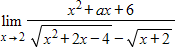 lim x→2 (x²+ax+6)/(√(x²+2x−4) − √(x+2))